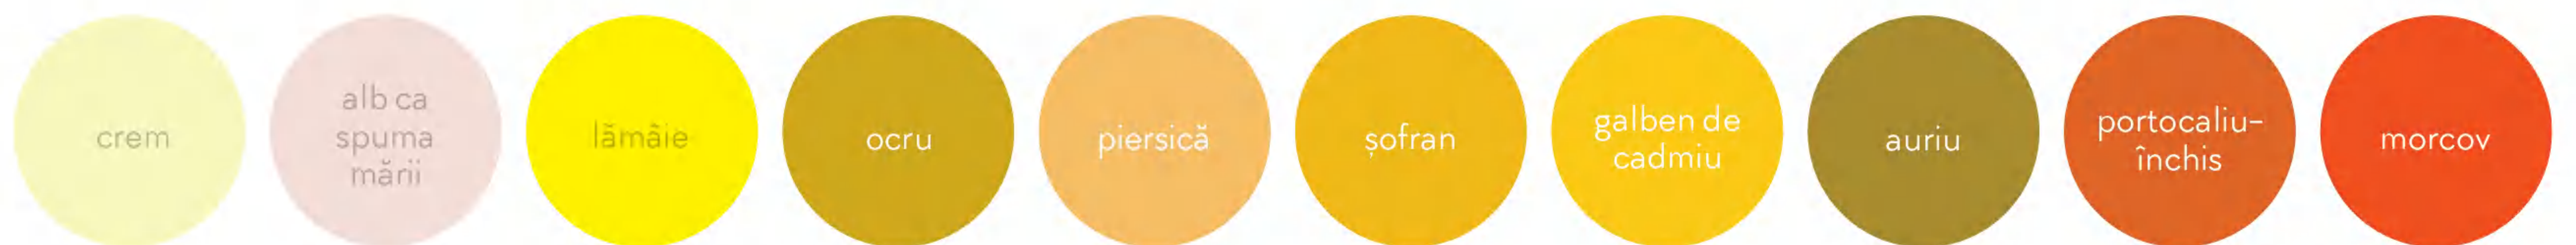 crem
alb ca
spuma
mării
lămâie
ocru
piersică
șofran
galben de
cadmiu
auriu
portocaliu-
închis
morcov